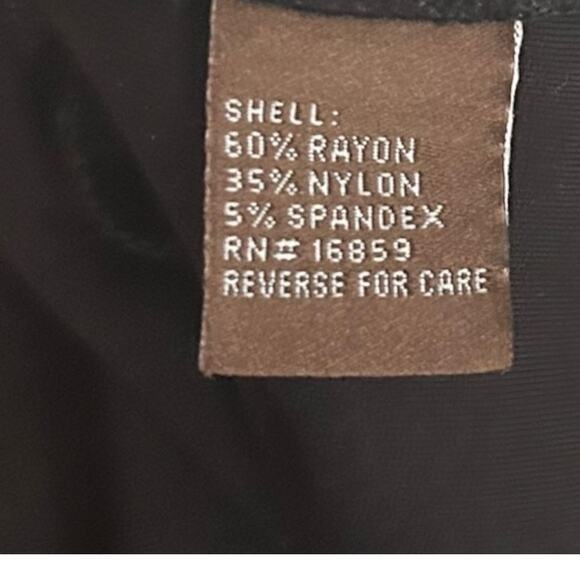 SHELL:
60% RAYON
35% NYLON
5% SPANDEX
RN# 16859
REVERSE FOR CARE